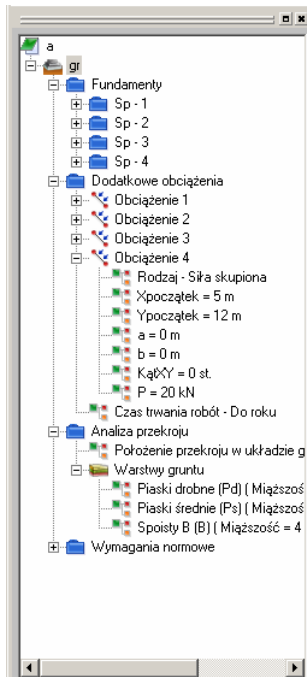 a
gr
Fundamenty
Sp - 1
Sp - 2
Sp - 3
Sp - 4
Dodatkowe obciążenia
Obciążenie 1
Obciążenie 2
Obciążenie 3
Obciążenie 4
Rodzaj - Siła skupiona
Xpoczątek = 5 m
Ypoczątek = 12 m
a = 0 m
b = 0 m
KątXY = 0 st.
P = 20 kN
Czas trwania robót - Do roku
Analiza przekroju
Położenie przekroju w układzie g
Warstwy gruntu
Piaski drobne (Pd) ( Miąższoś
Piaski średnie (Ps) ( Miąższoś
Spoisty B (B) ( Miąższość = 4
Wymagania normowe